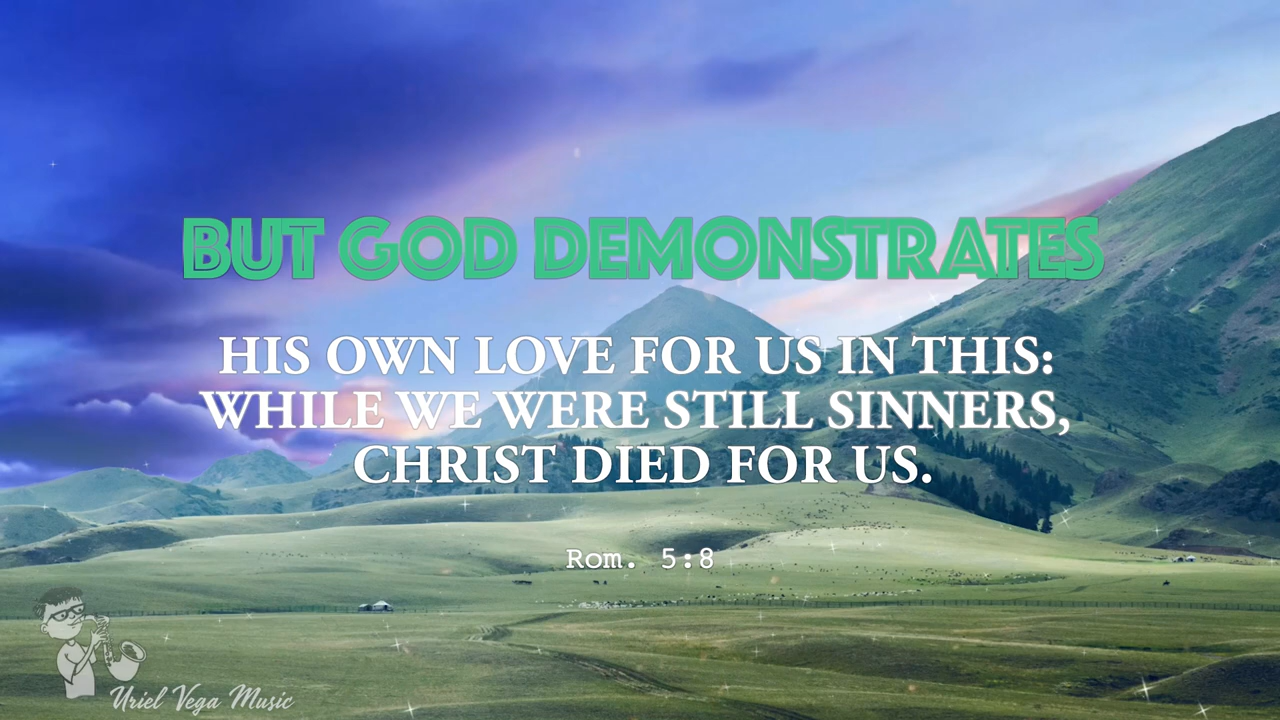 BUT GOD DEMONSTRATES
HIS OWN LOVE FOR US IN THIS:
WHILE WE WERE STILL SINNERS,
CHRIST DIED FOR US.
Rom. 5:8
Uriel Vega Music